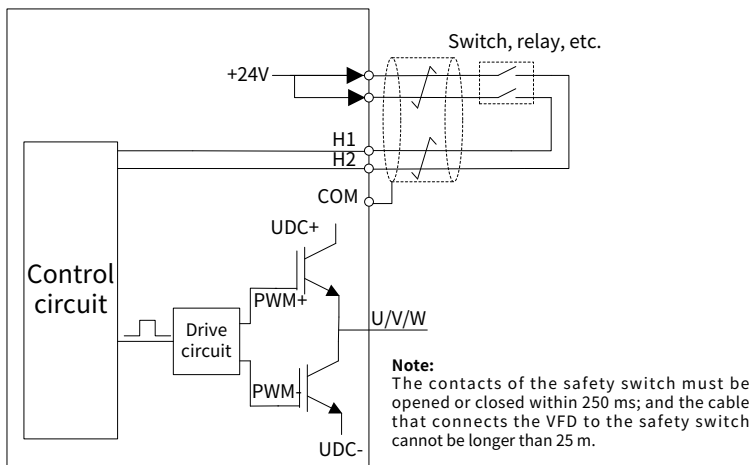 Switch, relay, etc.
+24V
H1
H2
COM
UDC+
Control
circuit
PWM+
U/V/W
Drive
circuit
PWM-
UDC-
Note:
The contacts of the safety switch must be
opened or closed within 250 ms; and the cable
that connects the VFD to the safety switch
cannot be longer than 25 m.